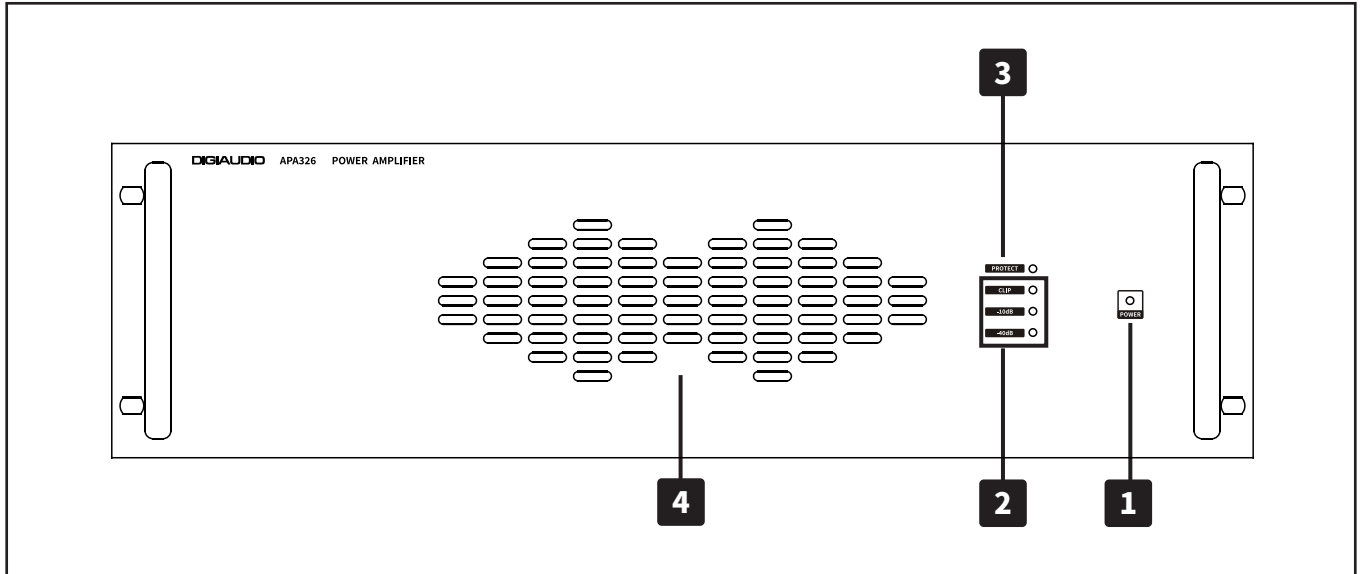 3
DIGIAUDIO APA326 POWER AMPLIFIER
PROTECT
CLIP
-10dB
-40dB
POWER
4
2
1